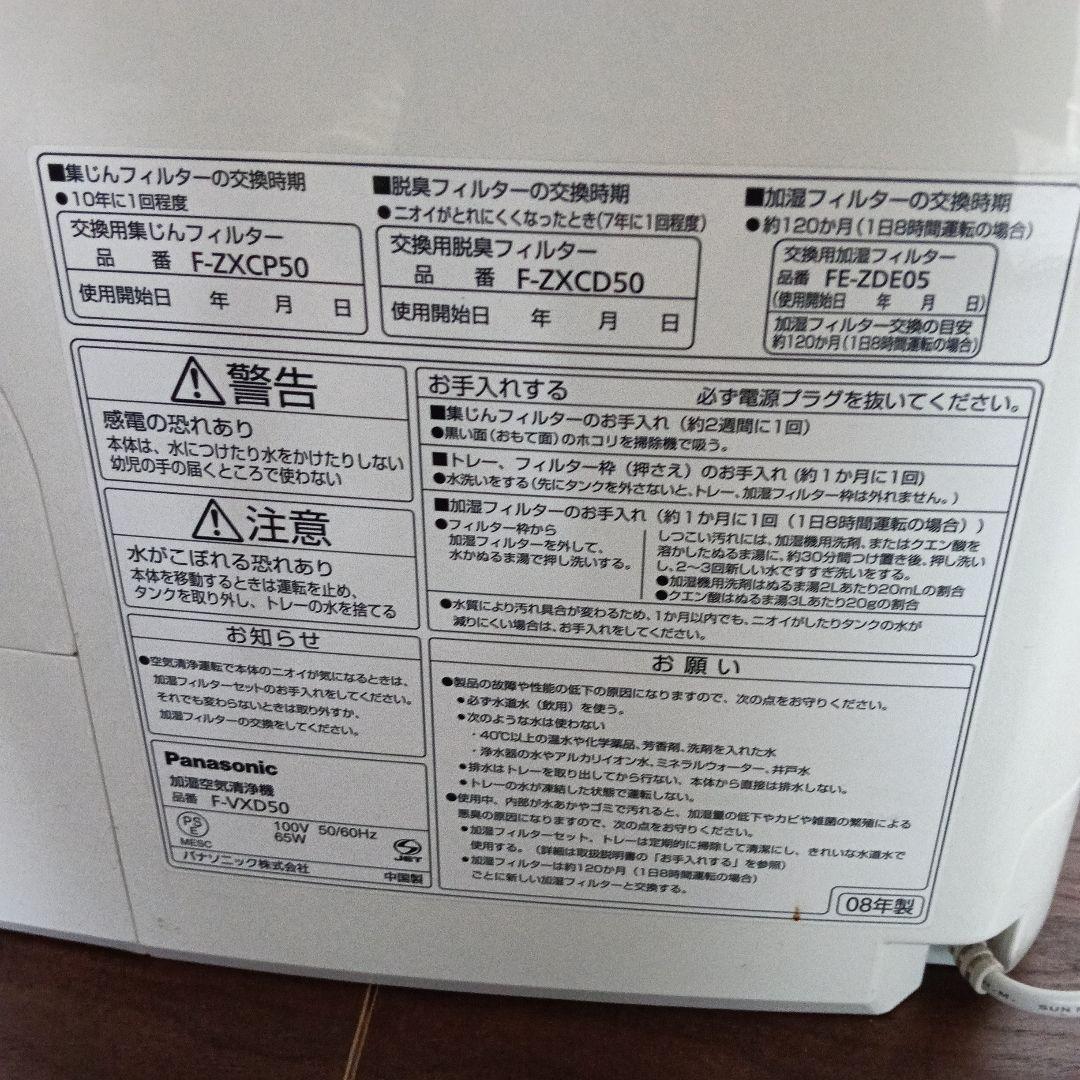 ■集じんフィルターの交換時期
●10年に1回程度
交換用集じんフィルター
品番 F-ZXCP50
使用開始日 年 月 日
■脱臭フィルターの交換時期
●ニオイがとれにくくなったとき(7年に1回程度)
交換用脱臭フィルター
品番 F-ZXCD50
使用開始日 年 月 日
■加湿フィルターの交換時期
●約120か月(1日8時間運転の場合)
交換用加湿フィルター
品番 FE-ZDE05
(使用開始日 年 月 日)
加湿フィルター交換の目安
約120か月(1日8時間運転の場合)
警告
感電の恐れあり
本体は、水につけたり水をかけたりしない
幼児の手の届くところで使わない
注意
水がこぼれる恐れあり
本体を移動するときは運転を止め、
タンクを取り外し、トレーの水を捨てる
お知らせ
●空気清浄運転で本体のニオイが気になるときは、
加湿フィルターセットのお手入れをしてください。
それでも変わらないときは取り外すか、
加湿フィルターの交換をしてください。
Panasonic
加湿空気清浄機
品番 F-VXD50
PSE
MESC
100V 50/60Hz
65W
JET
パナソニック株式会社
中国製
お手入れする 必ず電源プラグを抜いてください。
■集じんフィルターのお手入れ(約2週間に1回)
●黒い面(おもて面)のホコリを掃除機で吸う。
■トレー、フィルター枠(押さえ)のお手入れ(約1か月に1回)
●水洗いをする(先にタンクを外さないと、トレー、加湿フィルター枠は外れません。)
■加湿フィルターのお手入れ(約1か月に1回(1日8時間運転の場合))
●フィルター枠から
加湿フィルターを外して、
水かぬるま湯で押し洗いする。
しつこい汚れには、加湿機用洗剤、またはクエン酸を
溶かしたぬるま湯に、約30分間つけ置き後、押し洗い
し、2~3回新しい水ですすぎ洗いをする。
●加湿機用洗剤はぬるま湯2Lあたり20mLの割合
●クエン酸はぬるま湯3Lあたり20gの割合
●水質により汚れ具合が変わるため、1か月以内でも、ニオイがしたりタンクの水が
減りにくい場合は、お手入れをしてください。
お願い
●製品の故障や性能の低下の原因になりますので、次の点をお守りください。
●必ず水道水(飲用)を使う。
●次のような水は使わない
・40℃以上の温水や化学薬品、芳香剤、洗剤を入れた水
・浄水器の水やアルカリイオン水、ミネラルウォーター、井戸水
●排水はトレーを取り出してから行ない、本体から直接は排水しない。
●トレーの水が凍結した状態で運転しない。
●使用中、内部が水あかやゴミで汚れると、加湿量の低下やカビや雑菌の繁殖による
悪臭の原因になりますので、次の点をお守りください。
●加湿フィルターセット、トレーは定期的に掃除して清潔にし、きれいな水道水で
使用する。(詳細は取扱説明書の「お手入れする」を参照)
●加湿フィルターは約120か月(1日8時間運転の場合)
ごとに新しい加湿フィルターと交換する。
08年製